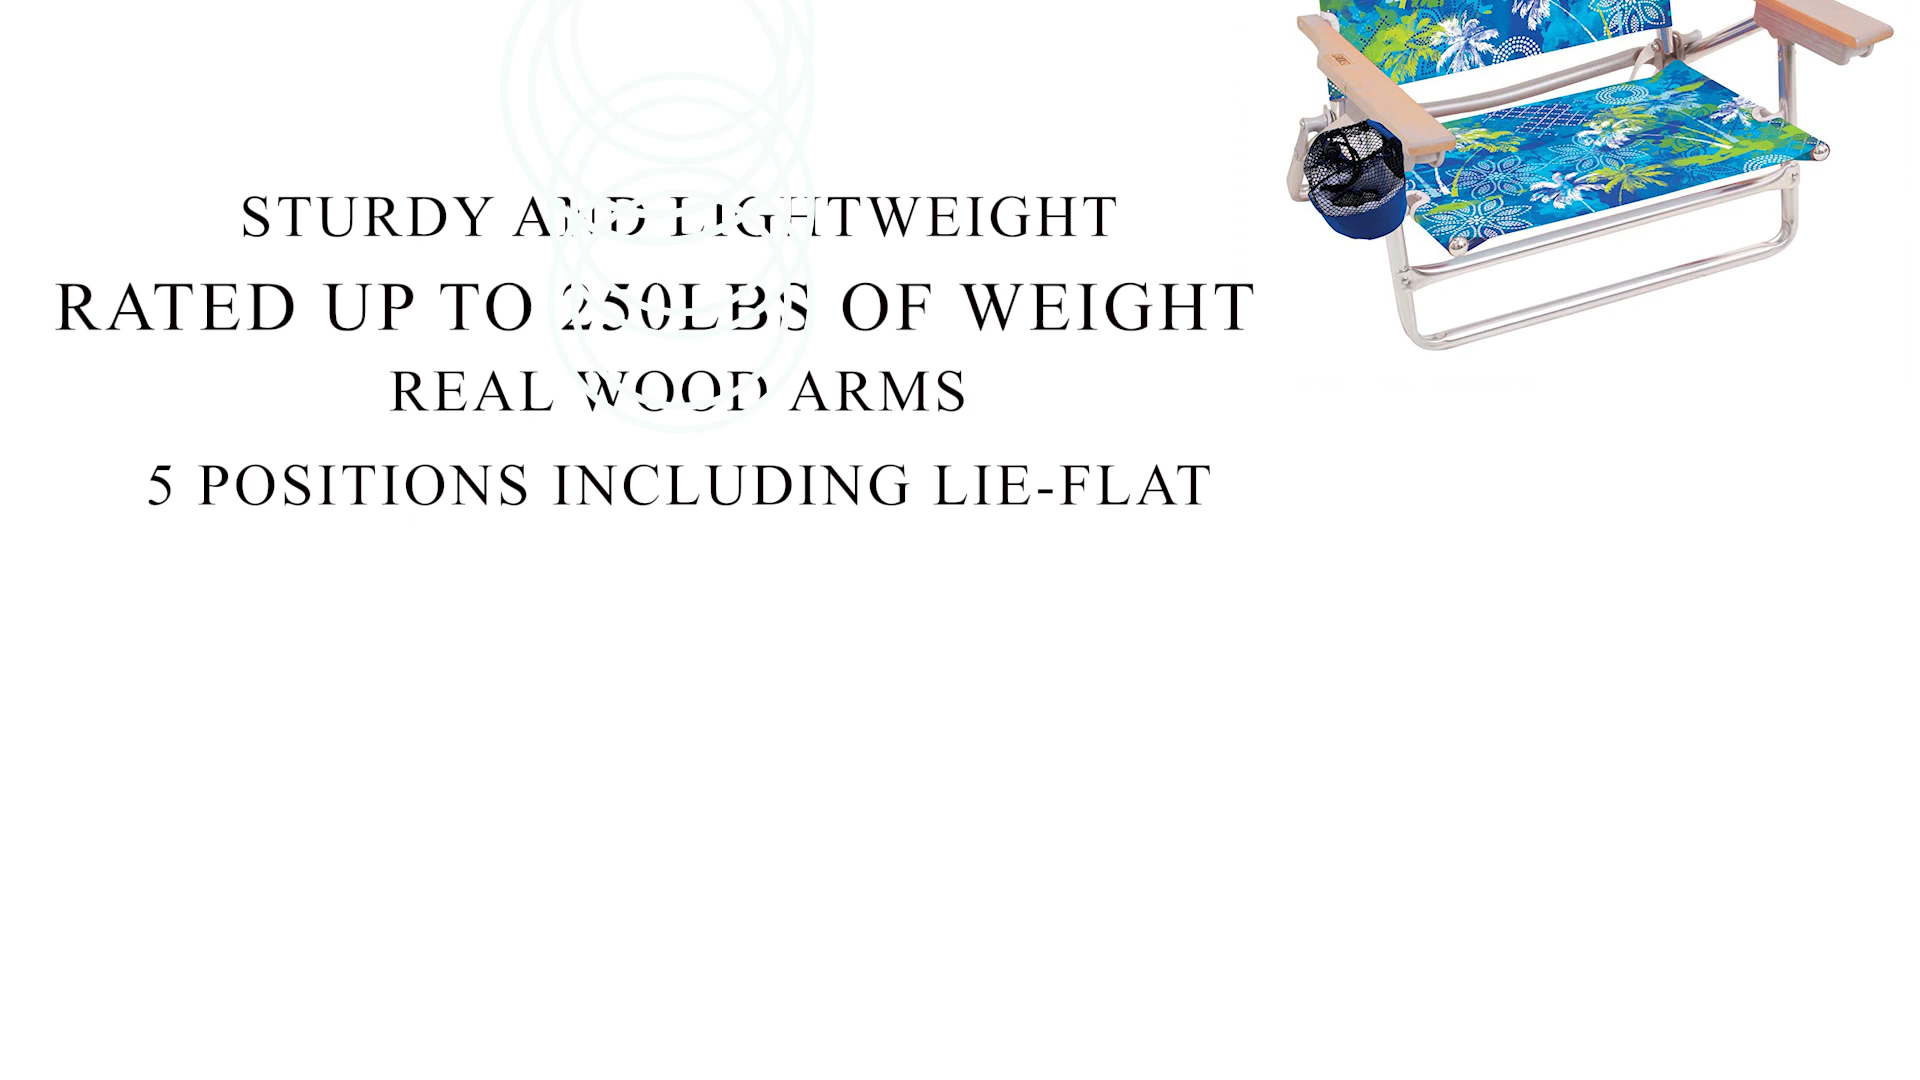 STURDY AND LIGHTWEIGHT
RATED UP TO 250LBS OF WEIGHT
REAL WOOD ARMS
5 POSITIONS INCLUDING LIE-FLAT